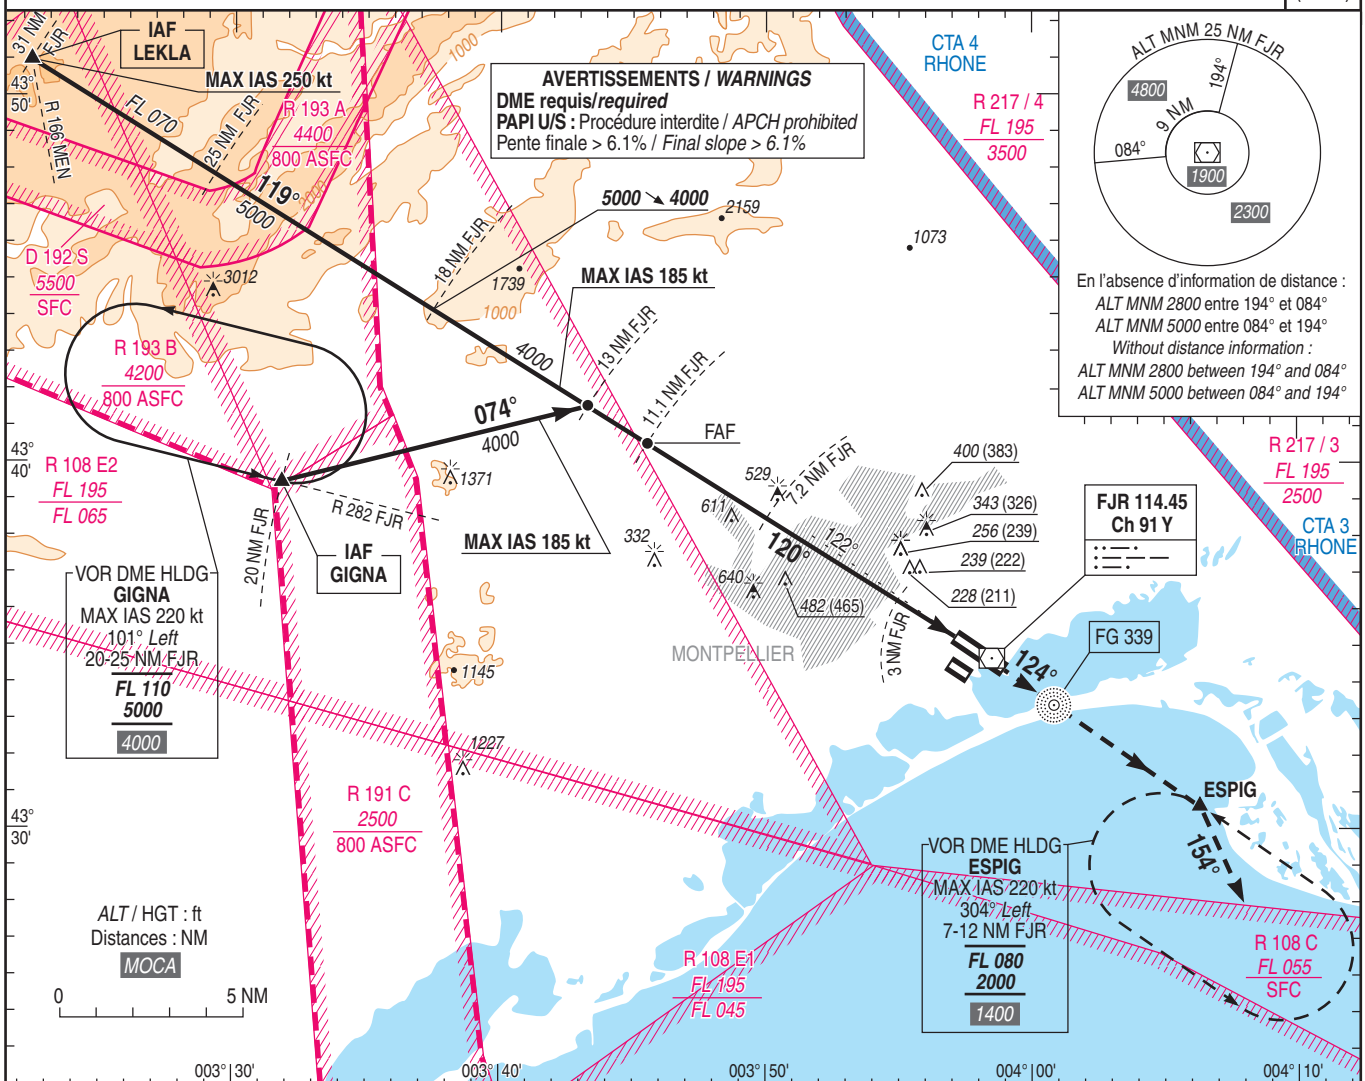 31 NM
FJR
IAF
LEKLA
43
50'
R 166 MEN
MAX IAS 250 kt
FL 070
25 NM FJR
R 193 A
4400
800 ASFC
2000
1000
119°
5000
AVERTISSEMENTS / WARNINGS
DME requis/required
PAPI U/S : Procédure interdite / APCH prohibited
Pente finale > 6.1% / Final slope > 6.1%
CTA 4
RHONE
R 217 / 4
FL 195
3500
ALT MNM 25 NM FJR
4800
194°
9 NM
084°
1900
2300
En l'absence d'information de distance :
ALT MNM 2800 entre 194° et 084°
ALT MNM 5000 entre 084° et 194°
Without distance information :
ALT MNM 2800 between 194° and 084°
ALT MNM 5000 between 084° and 194°
5000 ↘ 4000
2159
1073
18 NM FJR
1739
1000
MAX IAS 185 kt
D 192 S
5500
SFC
3012
R 193 B
4200
800 ASFC
4000
13 NM FJR
11.1 NM FJR
FAF
074°
4000
43°
40'
R 108 E2
FL 195
FL 065
1371
R 282 FJR
20 NM FJR
IAF
GIGNA
MAX IAS 185 kt
529
7.2 NM FJR
611
332
640
120°
122°
482 (465)
400 (383)
343 (326)
256 (239)
239 (222)
228 (211)
3 NM FJR
MONTPELLIER
R 217 / 3
FL 195
2500
CTA 3
RHONE
FJR 114.45
Ch 91 Y
FG 339
124°
VOR DME HLDG
GIGNA
MAX IAS 220 kt
101° Left
20-25 NM FJR
FL 110
5000
4000
1145
1227
R 191 C
2500
800 ASFC
43°
30'
ESPIG
154°
VOR DME HLDG
ESPIG
MAX IAS 220 kt
304° Left
7-12 NM FJR
FL 080
2000
1400
R 108 E1
FL 195
FL 045
R 108 C
FL 055
SFC
ALT / HGT : ft
Distances : NM
MOCA
0
5 NM
003° 30'
003° 40'
003° 50'
004° 00'
004° 10'